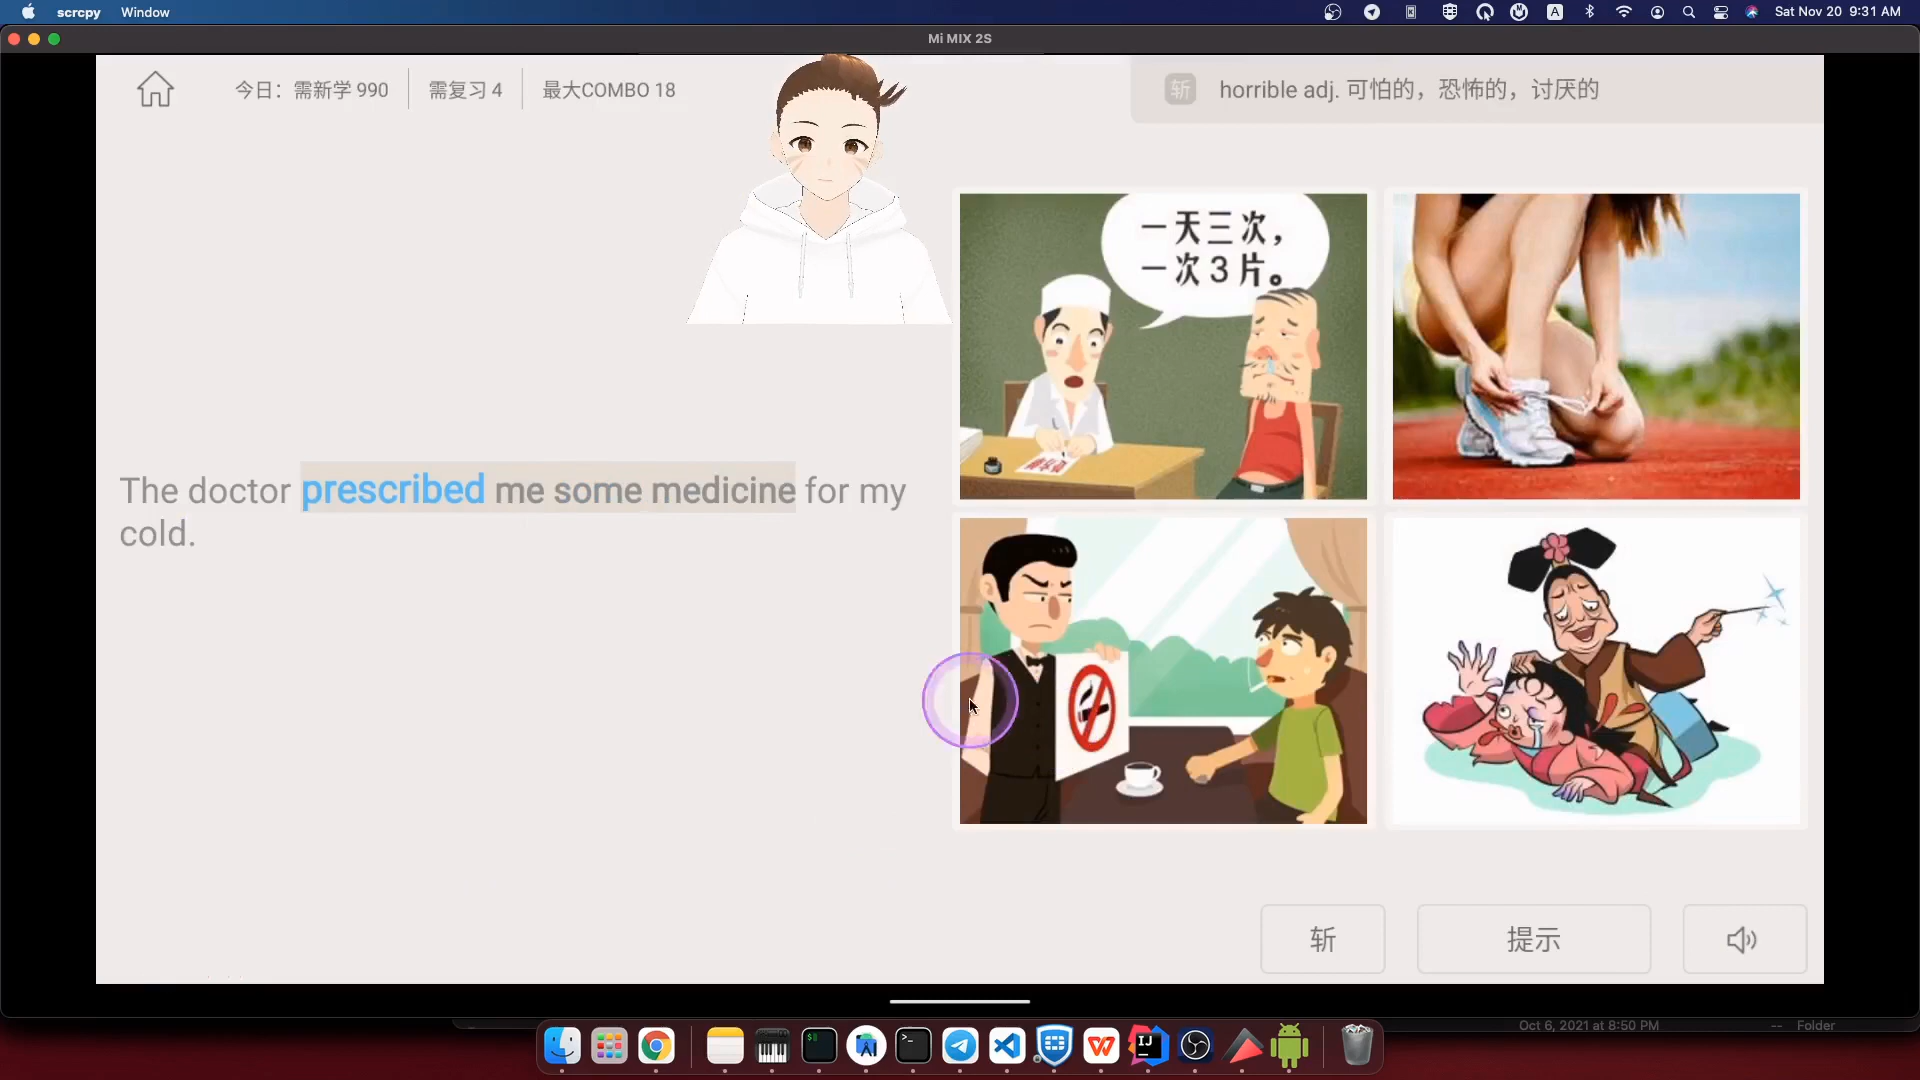 scrcpy Window
Sat Nov 20 9:31 AM
Mi MIX 2S
今日：需新学 990 需复习 4 最大COMBO 18
斩 horrible adj. 可怕的，恐怖的，讨厌的
The doctor prescribed me some medicine for my
cold.
一天三次，
一次3片。
斩 提示
Oct 6, 2021 at 8:50 PM -- Folder